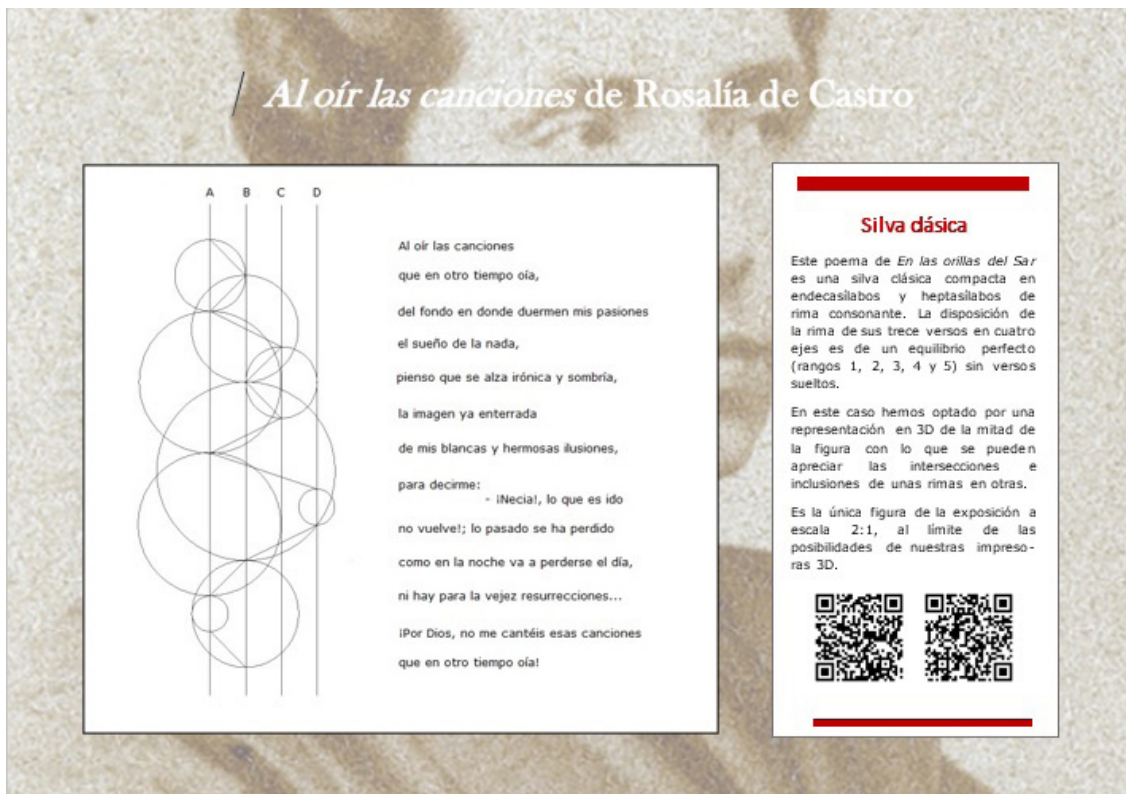 Al oír las canciones de Rosalía de Castro
A B C D
Al oír las canciones
que en otro tiempo oía,
del fondo en donde duermen mis pasiones
el sueño de la nada,
pienso que se alza irónica y sombría,
la imagen ya enterrada
de mis blancas y hermosas ilusiones,
para decirme:
- ¡Necia!, lo que es ido
no vuelve!; lo pasado se ha perdido
como en la noche va a perderse el día,
ni hay para la vejez resurrecciones...
¡Por Dios, no me cantéis esas canciones
que en otro tiempo oía!
Silva clásica
Este poema de En las orillas del Sar
es una silva clásica compacta en
endecasílabos y heptasílabos de
rima consonante. La disposición de
la rima de sus trece versos en cuatro
ejes es de un equilibrio perfecto
(rangos 1, 2, 3, 4 y 5) sin versos
sueltos.
En este caso hemos optado por una
representación en 3D de la mitad de
la figura con lo que se pueden
apreciar las intersecciones e
inclusiones de unas rimas en otras.
Es la única figura de la exposición a
escala 2:1, al límite de las
posibilidades de nuestras impreso-
ras 3D.